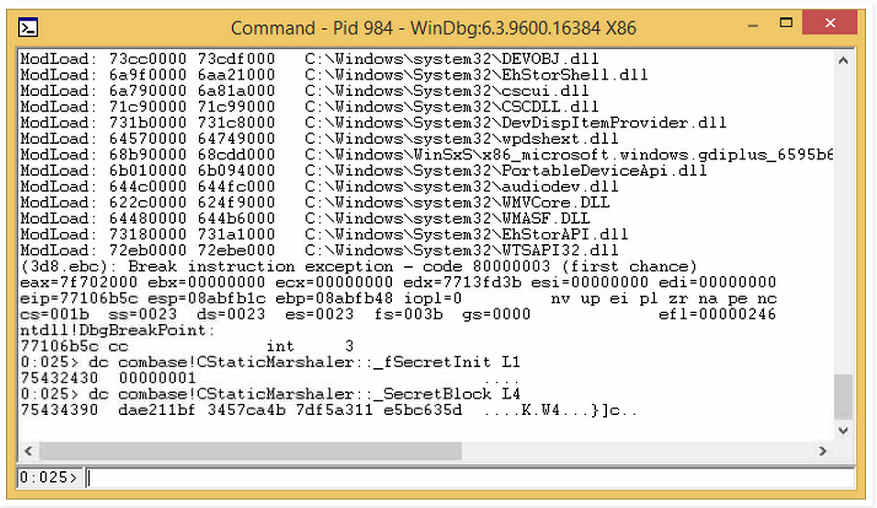 Command - Pid 984 - WinDbg:6.3.9600.16384 X86
ModLoad: 73cc0000 73cdf000   C:\Windows\system32\DEVOBJ.dll
ModLoad: 6a9f0000 6aa21000   C:\Windows\system32\EhStorShell.dll
ModLoad: 6a790000 6a81a000   C:\Windows\system32\cscui.dll
ModLoad: 71c90000 71c99000   C:\Windows\system32\CSCDLL.dll
ModLoad: 731b0000 731c8000   C:\Windows\system32\DevDispItemProvider.dll
ModLoad: 64570000 64749000   C:\Windows\system32\wpdshext.dll
ModLoad: 68b90000 68cdd000   C:\Windows\WinSxS\x86_microsoft.windows.gdiplus_6595b6
ModLoad: 6b010000 6b094000   C:\Windows\System32\PortableDeviceApi.dll
ModLoad: 644c0000 644fc000   C:\Windows\system32\audiodev.dll
ModLoad: 622c0000 624f9000   C:\Windows\system32\WMVCore.DLL
ModLoad: 64480000 644b6000   C:\Windows\system32\WMASF.DLL
ModLoad: 73180000 731a1000   C:\Windows\system32\EhStorAPI.dll
ModLoad: 72eb0000 72ebe000   C:\Windows\System32\WTSAPI32.dll
(3d8.ebc): Break instruction exception - code 80000003 (first chance)
eax=7f702000 ebx=00000000 ecx=00000000 edx=7713fd3b esi=00000000 edi=00000000
eip=77106b5c esp=08abfb1c ebp=08abfb48 iopl=0         nv up ei pl zr na pe nc
cs=001b  ss=0023  ds=0023  es=0023  fs=003b  gs=0000             efl=00000246
ntdll!DbgBreakPoint:
77106b5c cc              int     3
0:025> dc combase!CStaticMarshaler::_fSecretInit L1
75432430  00000001                             ....
0:025> dc combase!CStaticMarshaler::_SecretBlock L4
75434390  dae211bf 3457ca4b 7df5a311 e5bc635d  ....K.W4...}]c..
0:025>